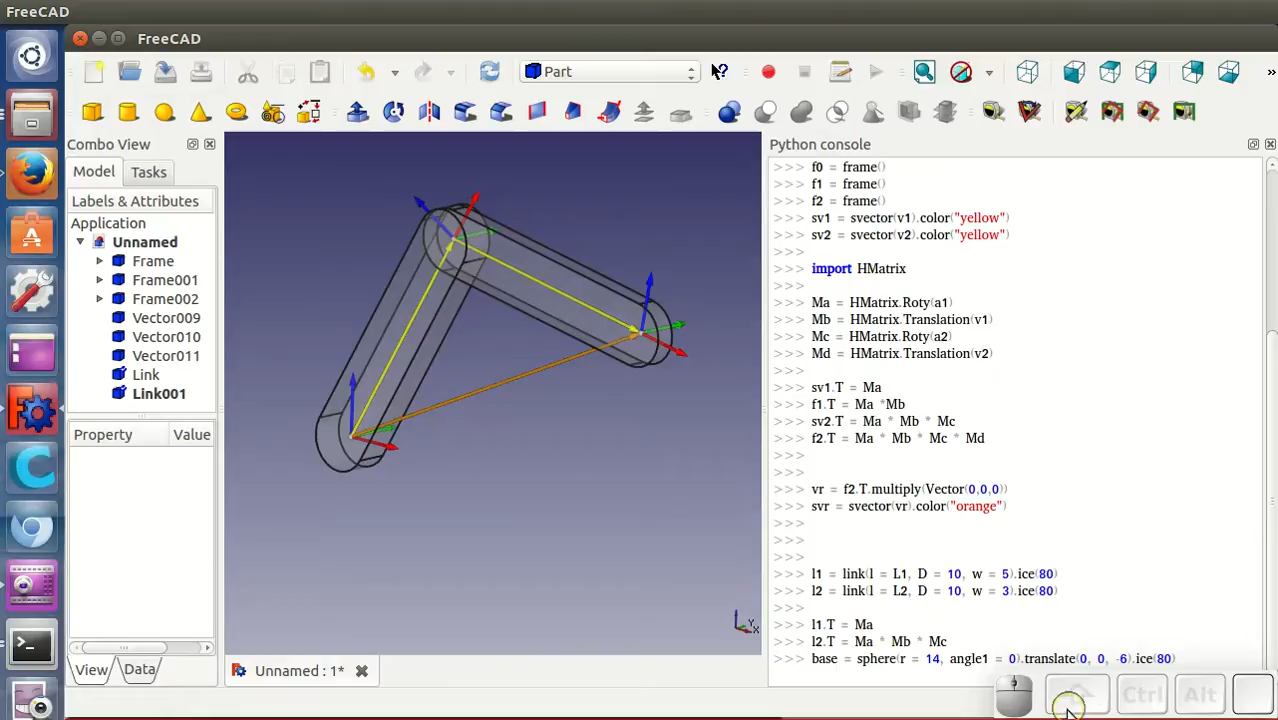 FreeCAD
FreeCAD
Part
Combo View
Python console
Model
Tasks
Labels & Attributes
Application
Unnamed
Frame
Frame001
Frame002
Vector009
Vector010
Vector011
Link
Link001
Property
Value
View
Data
Unnamed : 1*
>>> f0 = frame()
>>> f1 = frame()
>>> f2 = frame()
>>> sv1 = svector(v1).color("yellow")
>>> sv2 = svector(v2).color("yellow")
>>>
>>> import HMatrix
>>>
>>> Ma = HMatrix.Roty(a1)
>>> Mb = HMatrix.Translation(v1)
>>> Mc = HMatrix.Roty(a2)
>>> Md = HMatrix.Translation(v2)
>>>
>>> sv1.T = Ma
>>> f1.T = Ma *Mb
>>> sv2.T = Ma * Mb * Mc
>>> f2.T = Ma * Mb * Mc * Md
>>>
>>>
>>> vr = f2.T.multiply(Vector(0,0,0))
>>> svr = svector(vr).color("orange")
>>>
>>>
>>>
>>> l1 = link(l = L1, D = 10, w = 5).ice(80)
>>> l2 = link(l = L2, D = 10, w = 3).ice(80)
>>>
>>> l1.T = Ma
>>> l2.T = Ma * Mb * Mc
>>> base = sphere(r = 14, angle1 = 0).translate(0, 0, -6).ice(80)
Y
X
Ctrl
Alt